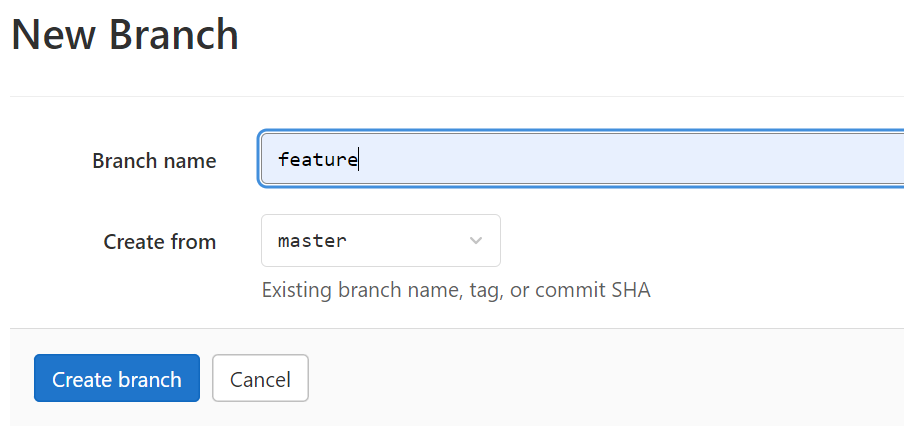 New Branch
Branch name
feature
Create from
master
Existing branch name, tag, or commit SHA
Create branch
Cancel